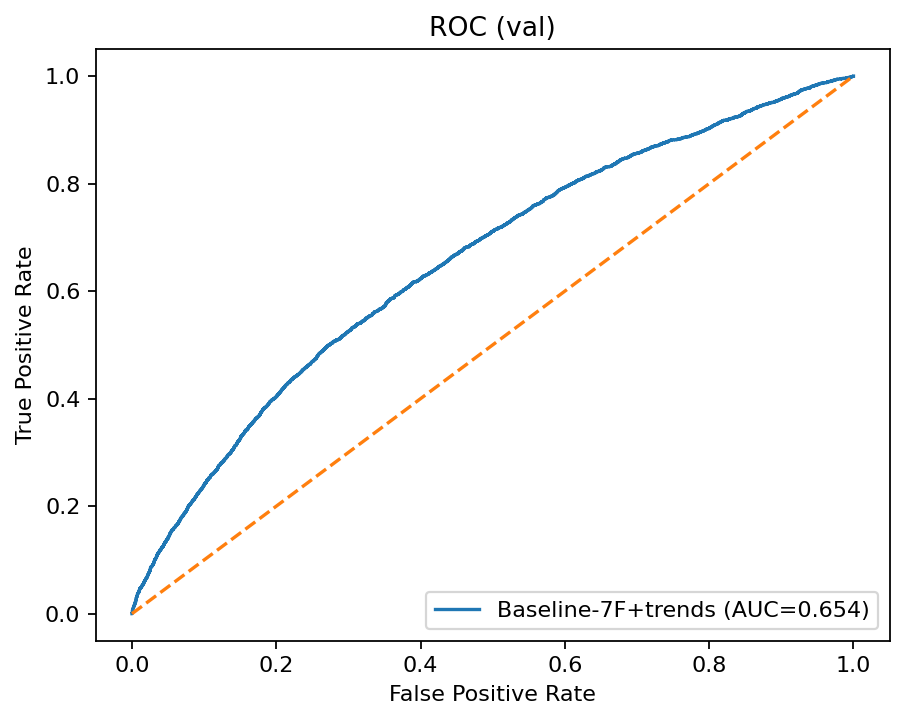 ROC (val)
True Positive Rate
1.0
0.8
0.6
0.4
0.2
0.0
Baseline-7F+trends (AUC=0.654)
0.0 0.2 0.4 0.6 0.8 1.0
False Positive Rate